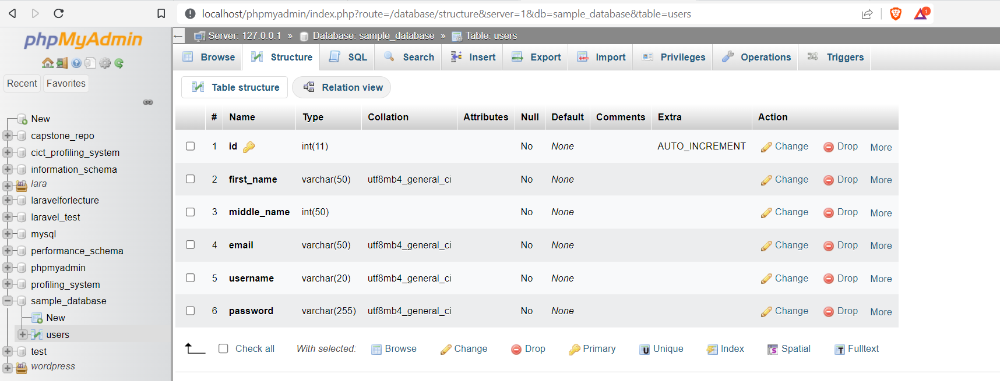 localhost/phpmyadmin/index.php?route=/database/structure&server=1&db=sample_database&table=users
1
phpMyAdmin
Recent Favorites
New
capstone_repo
cict_profiling_system
information_schema
lara
laravelforlecture
laravel_test
mysql
performance_schema
phpmyadmin
profiling_system
sample_database
New
users
test
wordpress
Server: 127.0.0.1 » Database: sample_database » Table: users
Browse Structure SQL Search Insert Export Import Privileges Operations Triggers
Table structure Relation view
# Name Type Collation Attributes Null Default Comments Extra Action
1 id int(11) No None AUTO_INCREMENT Change Drop More
2 first_name varchar(50) utf8mb4_general_ci No None Change Drop More
3 middle_name int(50) No None Change Drop More
4 email varchar(50) utf8mb4_general_ci No None Change Drop More
5 username varchar(20) utf8mb4_general_ci No None Change Drop More
6 password varchar(255) utf8mb4_general_ci No None Change Drop More
Check all With selected: Browse Change Drop Primary Unique Index Spatial Fulltext